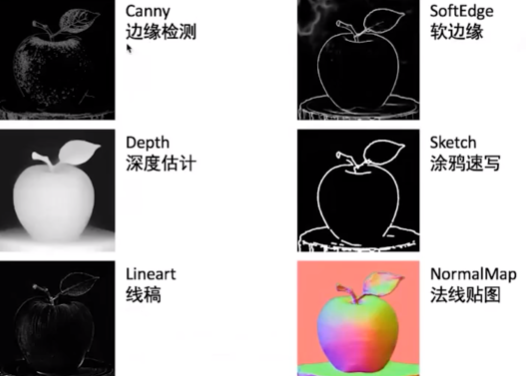 Canny
边缘检测
SoftEdge
软边缘
Depth
深度估计
Sketch
涂鸦速写
Lineart
线稿
NormalMap
法线贴图